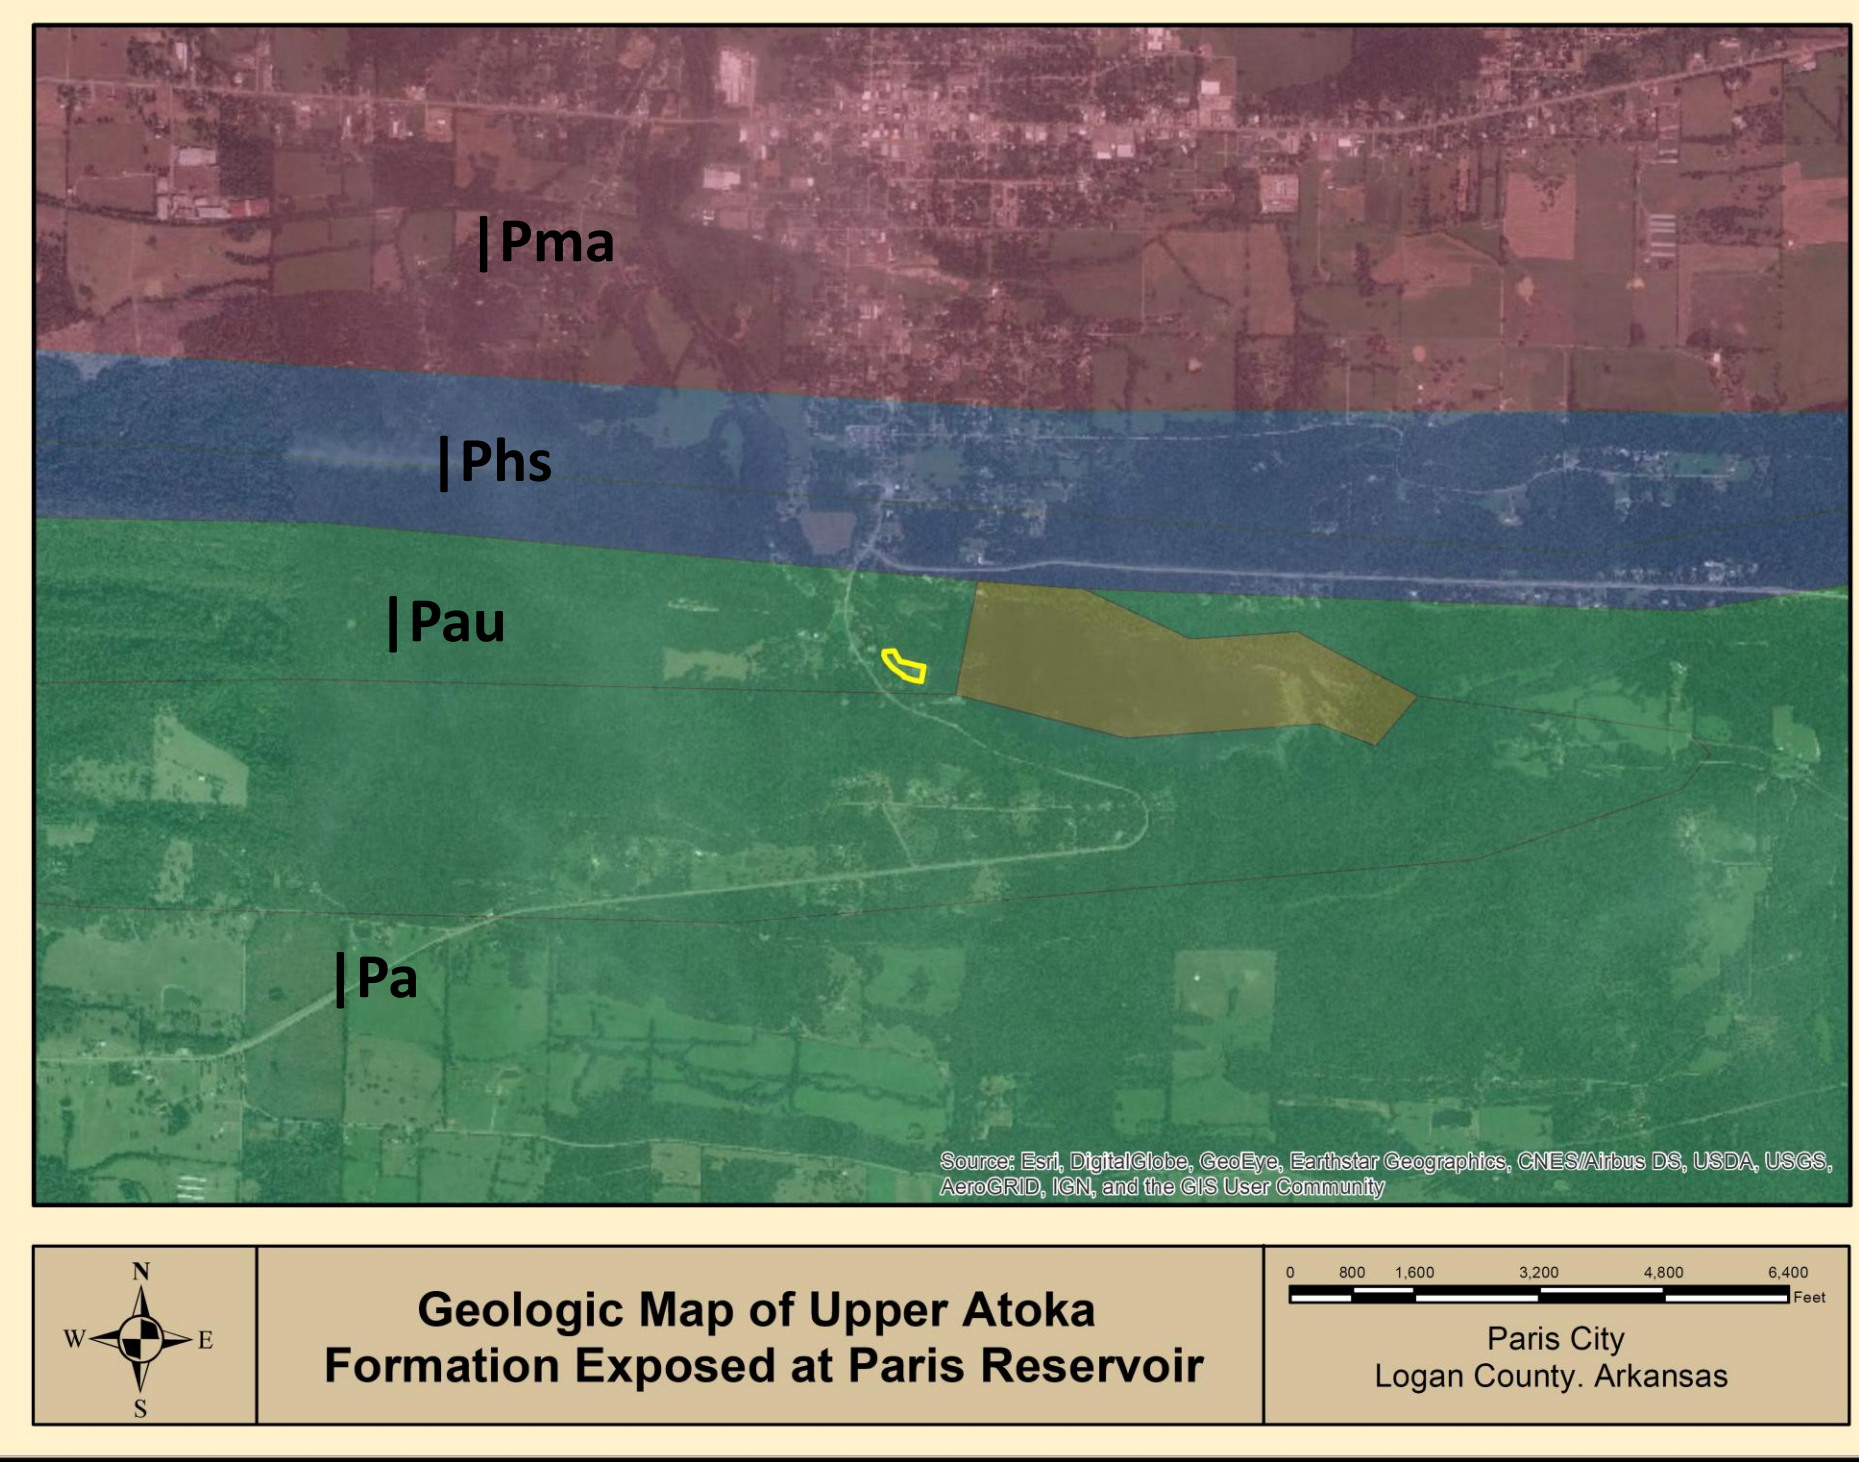 |Pma
|Phs
|Pau
|Pa
Source: Esri, DigitalGlobe, GeoEye, Earthstar Geographics, CNES/Airbus DS, USDA, USGS,
AeroGRID, IGN, and the GIS User Community
N
W E
S
Geologic Map of Upper Atoka
Formation Exposed at Paris Reservoir
0 800 1,600 3,200 4,800 6,400
Feet
Paris City
Logan County. Arkansas